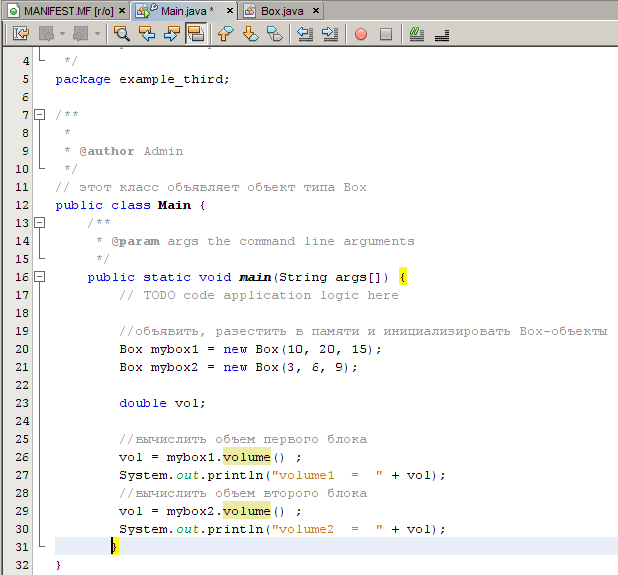 MANIFEST.MF [r/o] Main.java * Box.java
4 */
5 package example_third;
6
7 /**
8 *
9 * @author Admin
10 */
11 // этот класс объявляет объект типа Box
12 public class Main {
13 /**
14 * @param args the command line arguments
15 */
16 public static void main(String args[]) {
17 // TODO code application logic here
18
19 //объявить, разестить в памяти и инициализировать Box-объекты
20 Box mybox1 = new Box(10, 20, 15);
21 Box mybox2 = new Box(3, 6, 9);
22
23 double vol;
24
25 //вычислить объем первого блока
26 vol = mybox1.volume() ;
27 System.out.println("volume1  =  " + vol);
28 //вычислить объем второго блока
29 vol = mybox2.volume() ;
30 System.out.println("volume2  =  " + vol);
31 }
32 }